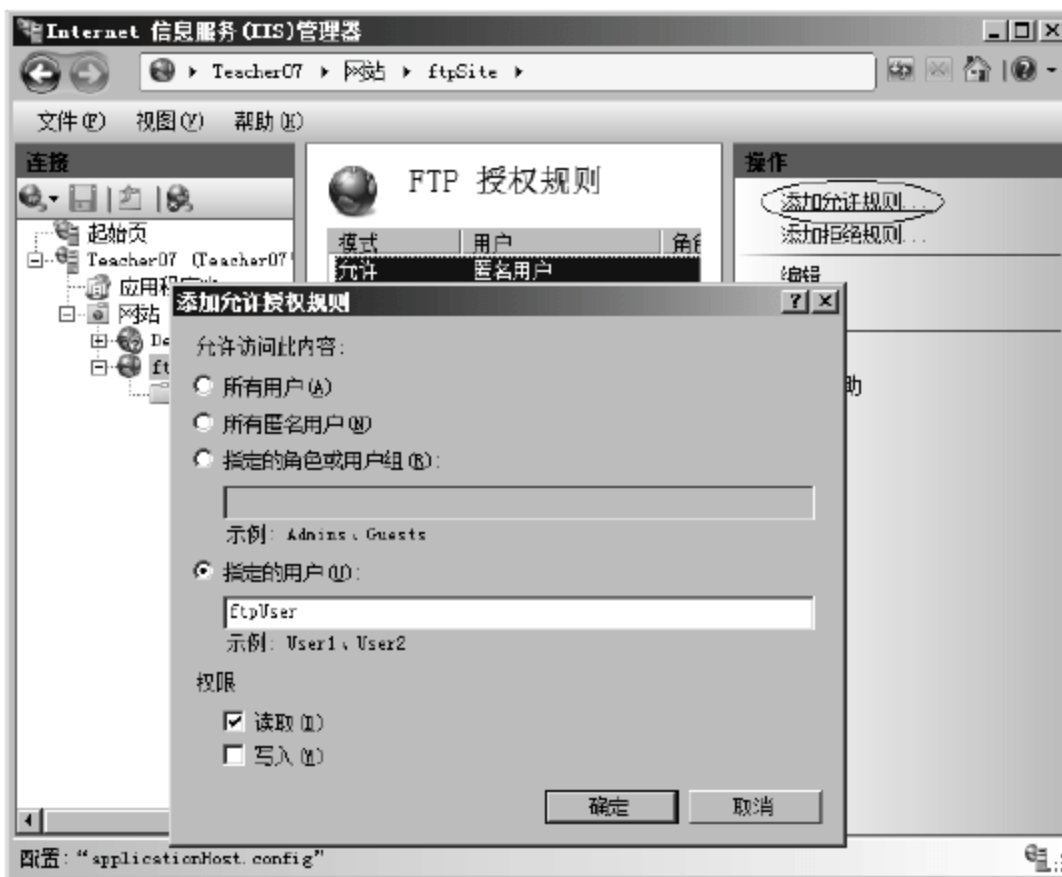 Internet 信息服务(IIS)管理器
Teacher07 ▸ 网站 ▸ ftpSite ▸
文件(F) 视图(V) 帮助(H)
连接
起始页
Teacher07 (Teacher07\
网站
De
ft
FTP 授权规则
模式 用户
允许 匿名用户
操作
添加允许规则...
添加拒绝规则...
编辑
助
添加允许授权规则
允许访问此内容:
所有用户(A)
所有匿名用户(N)
指定的角色或用户组(R):
示例: Admins、Guests
指定的用户(U):
ftpUser
示例: User1、User2
权限
读取(D)
写入(W)
确定 取消
配置:“applicationHost.config”